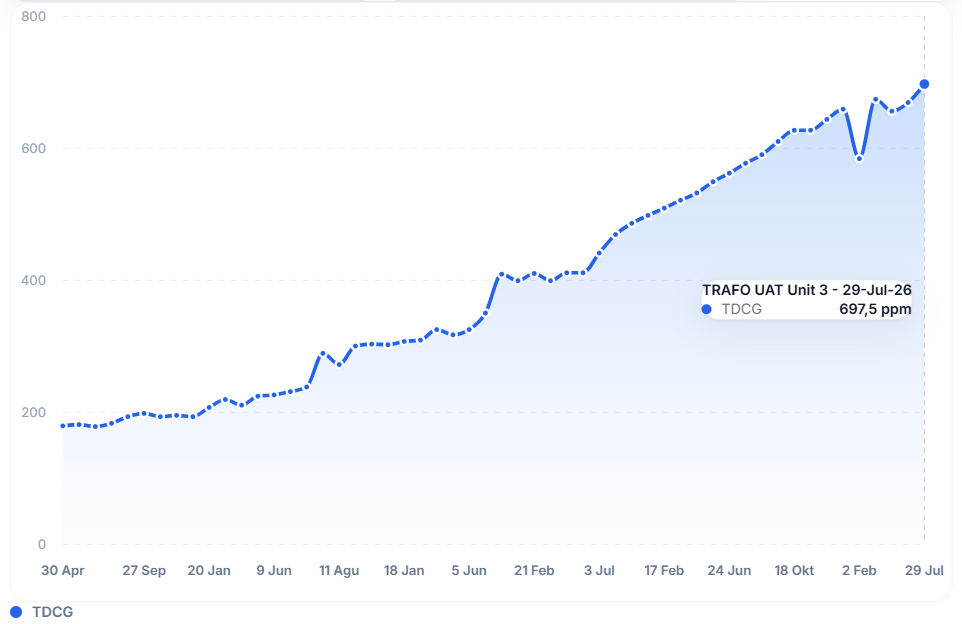 800
600
400
200
0
TRAFO UAT Unit 3 - 29-Jul-26
TDCG 697,5 ppm
30 Apr 27 Sep 20 Jan 9 Jun 11 Agu 18 Jan 5 Jun 21 Feb 3 Jul 17 Feb 24 Jun 18 Okt 2 Feb 29 Jul
TDCG